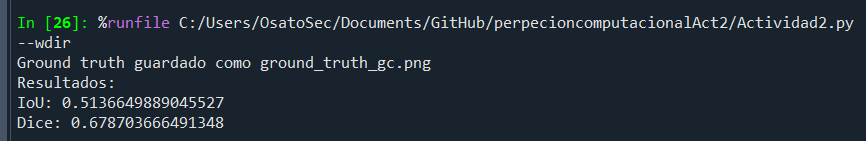 In [26]: %runfile C:/Users/OsatoSec/Documents/GitHub/perpecioncomputacionalAct2/Actividad2.py
--wdir
Ground truth guardado como ground_truth_gc.png
Resultados:
IoU: 0.5136649889045527
Dice: 0.678703666491348